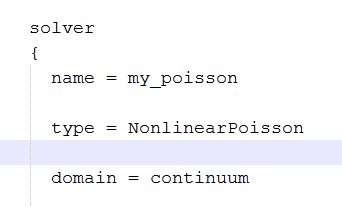 solver
{
name = my_poisson
type = NonlinearPoisson
domain = continuum